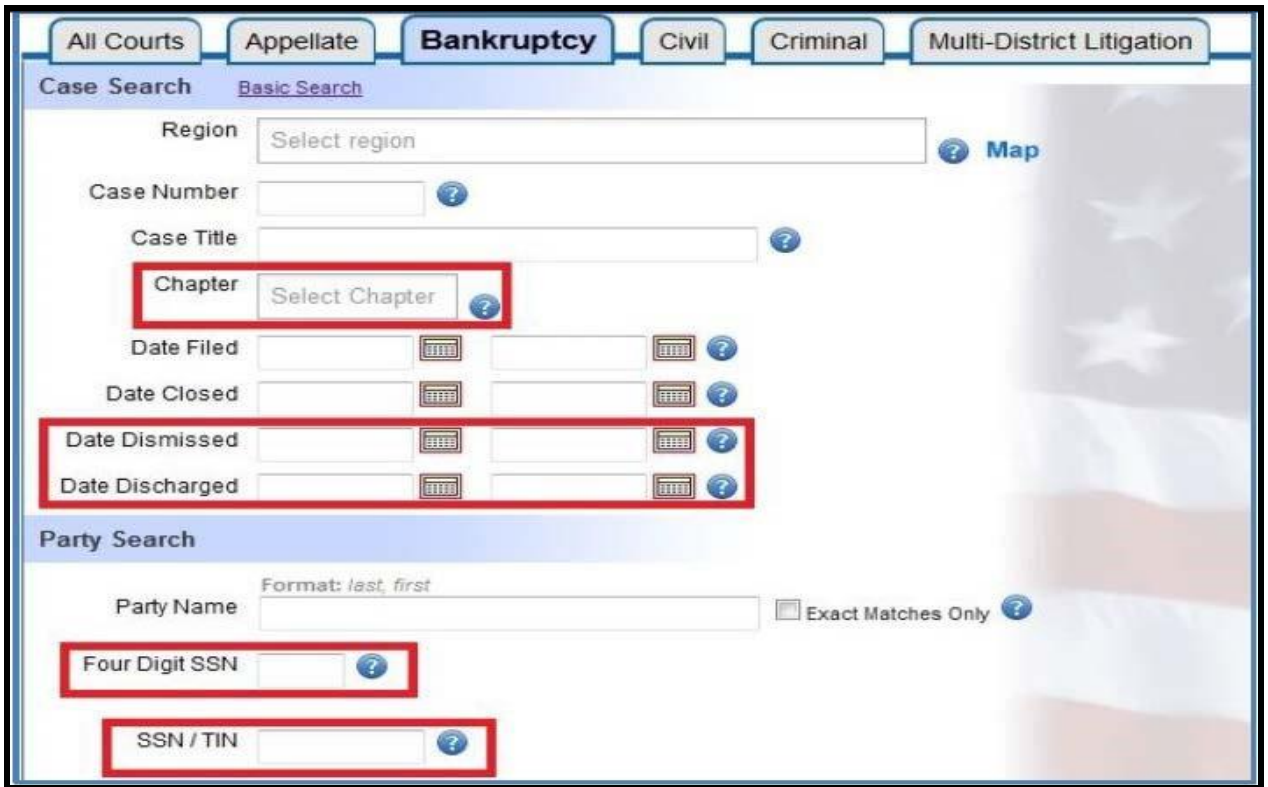 All Courts Appellate Bankruptcy Civil Criminal Multi-District Litigation
Case Search Basic Search
Region Select region ? Map
Case Number ?
Case Title ?
Chapter Select Chapter ?
Date Filed ?
Date Closed ?
Date Dismissed ?
Date Discharged ?
Party Search
Format: last, first
Party Name Exact Matches Only ?
Four Digit SSN ?
SSN / TIN ?